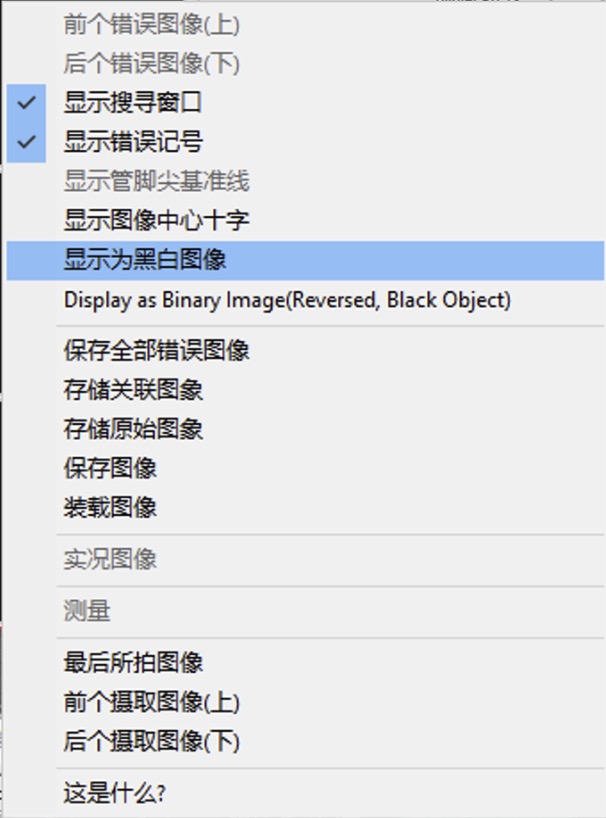 前个错误图像(上)
后个错误图像(下)
显示搜寻窗口
显示错误记号
显示管脚尖基准线
显示图像中心十字
显示为黑白图像
Display as Binary Image(Reversed, Black Object)
保存全部错误图像
存储关联图象
存储原始图象
保存图像
装载图像
实况图像
测量
最后所拍图像
前个摄取图像(上)
后个摄取图像(下)
这是什么?